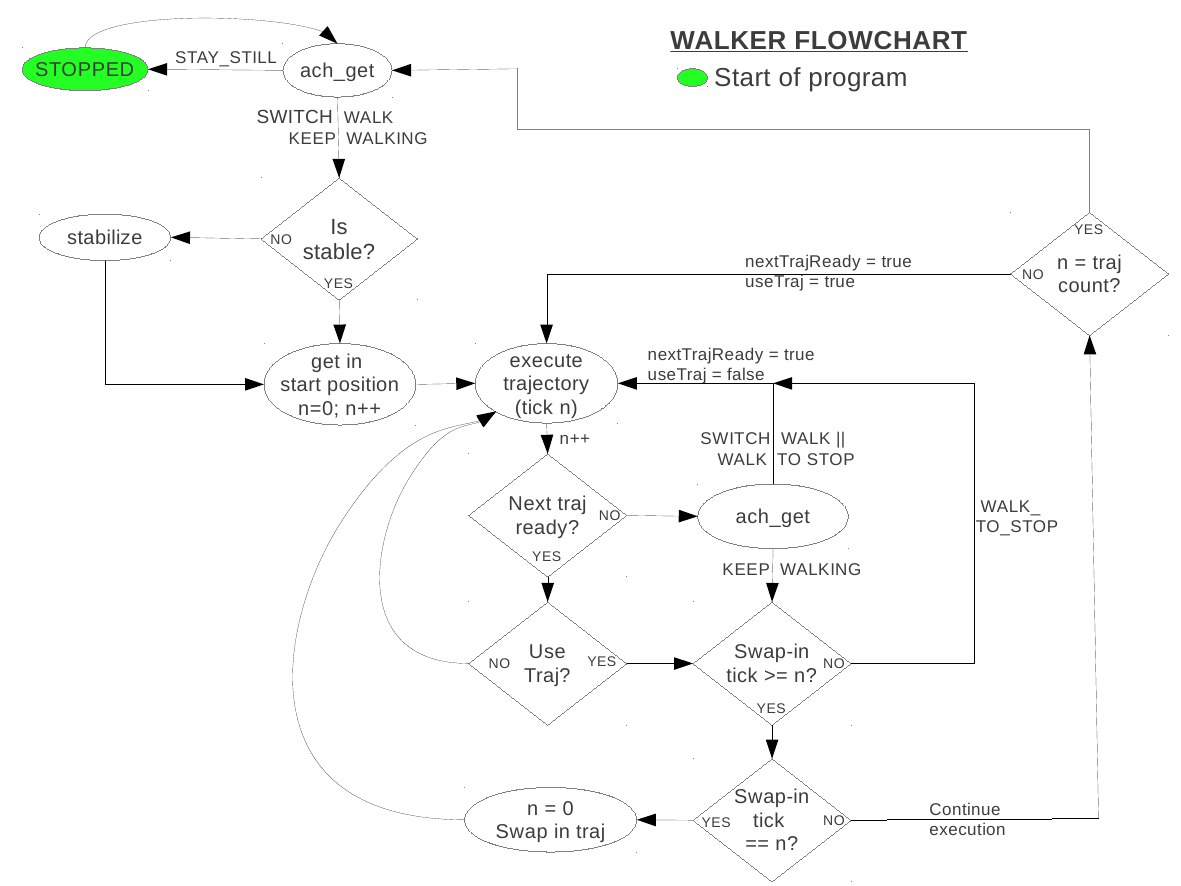 WALKER FLOWCHART
Start of program
STOPPED
STAY_STILL
ach_get
SWITCH WALK
KEEP WALKING
Is
stable?
NO
YES
stabilize
get in
start position
n=0; n++
execute
trajectory
(tick n)
n++
nextTrajReady = true
useTraj = true
YES
n = traj
count?
NO
nextTrajReady = true
useTraj = false
SWITCH WALK ||
WALK TO STOP
Next traj
ready?
NO
YES
ach_get
WALK_
TO_STOP
KEEP WALKING
Use
Traj?
NO
YES
Swap-in
tick >= n?
NO
YES
Swap-in
tick
== n?
YES
NO
n = 0
Swap in traj
Continue
execution